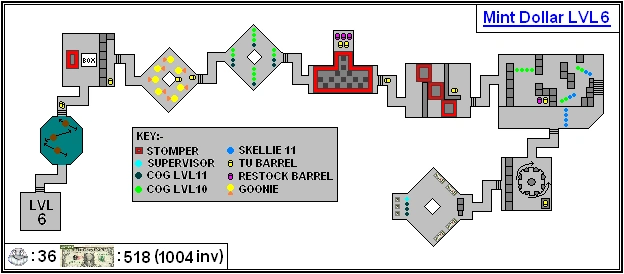 Mint Dollar LVL 6
BOX
KEY:-
STOMPER
SUPERVISOR
COG LVL11
COG LVL10
SKELLIE 11
TU BARREL
RESTOCK BARREL
GOONIE
LVL
6
: 36 : 518 (1004 inv)